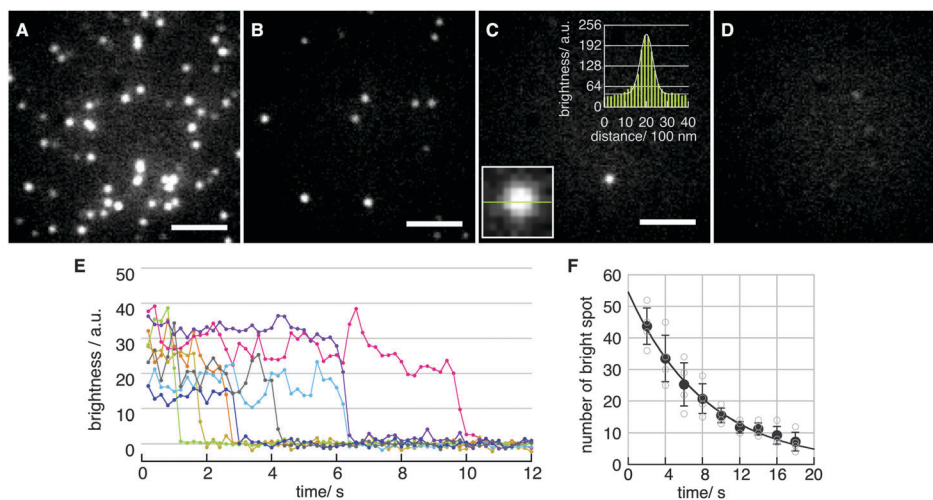 A
B
C
D
brightness/ a.u.
256
192
128
64
0
0 10 20 30 40
distance/ 100 nm
E
brightness / a.u.
50
40
30
20
10
0
0 2 4 6 8 10 12
time/ s
F
number of bright spot
60
50
40
30
20
10
0
0 4 8 12 16 20
time/ s